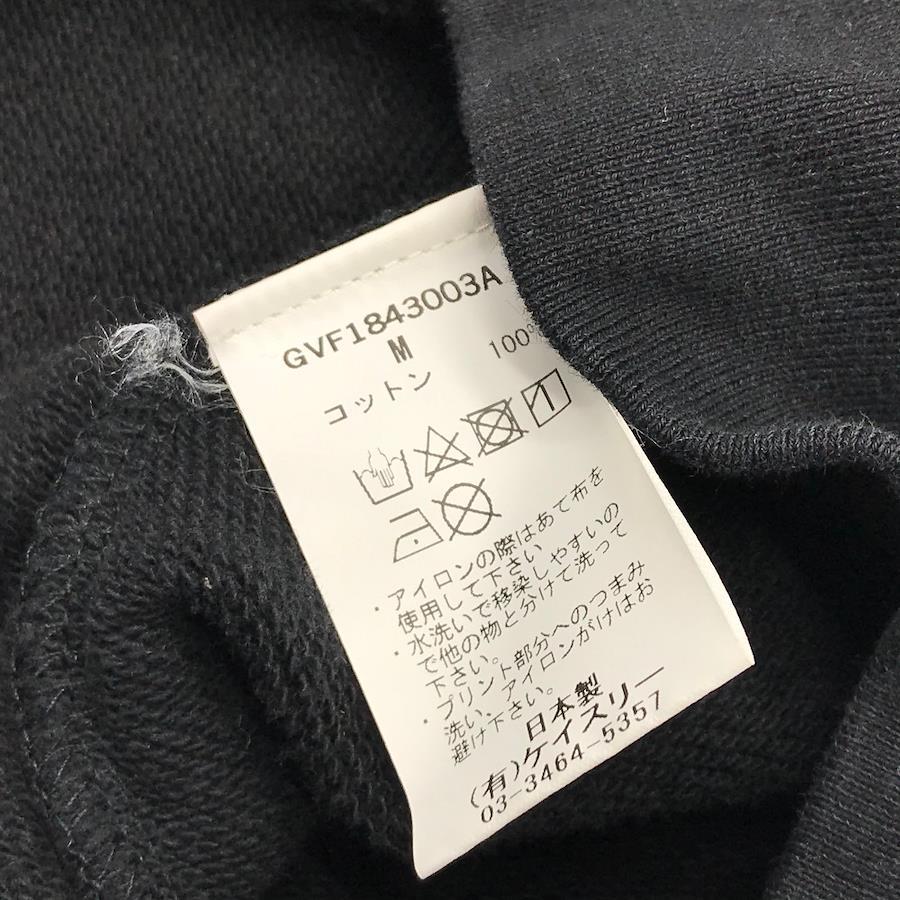 GVF1843003A
M
コットン 100%
・アイロンの際はあて布を
使用して下さい
・水洗いで移染しやすいの
で他の物と分けて洗って
下さい。
・プリント部分へのつまみ
洗い、アイロンがけはお
避け下さい。
日本製
(有)ケイスリー
03-3464-5357